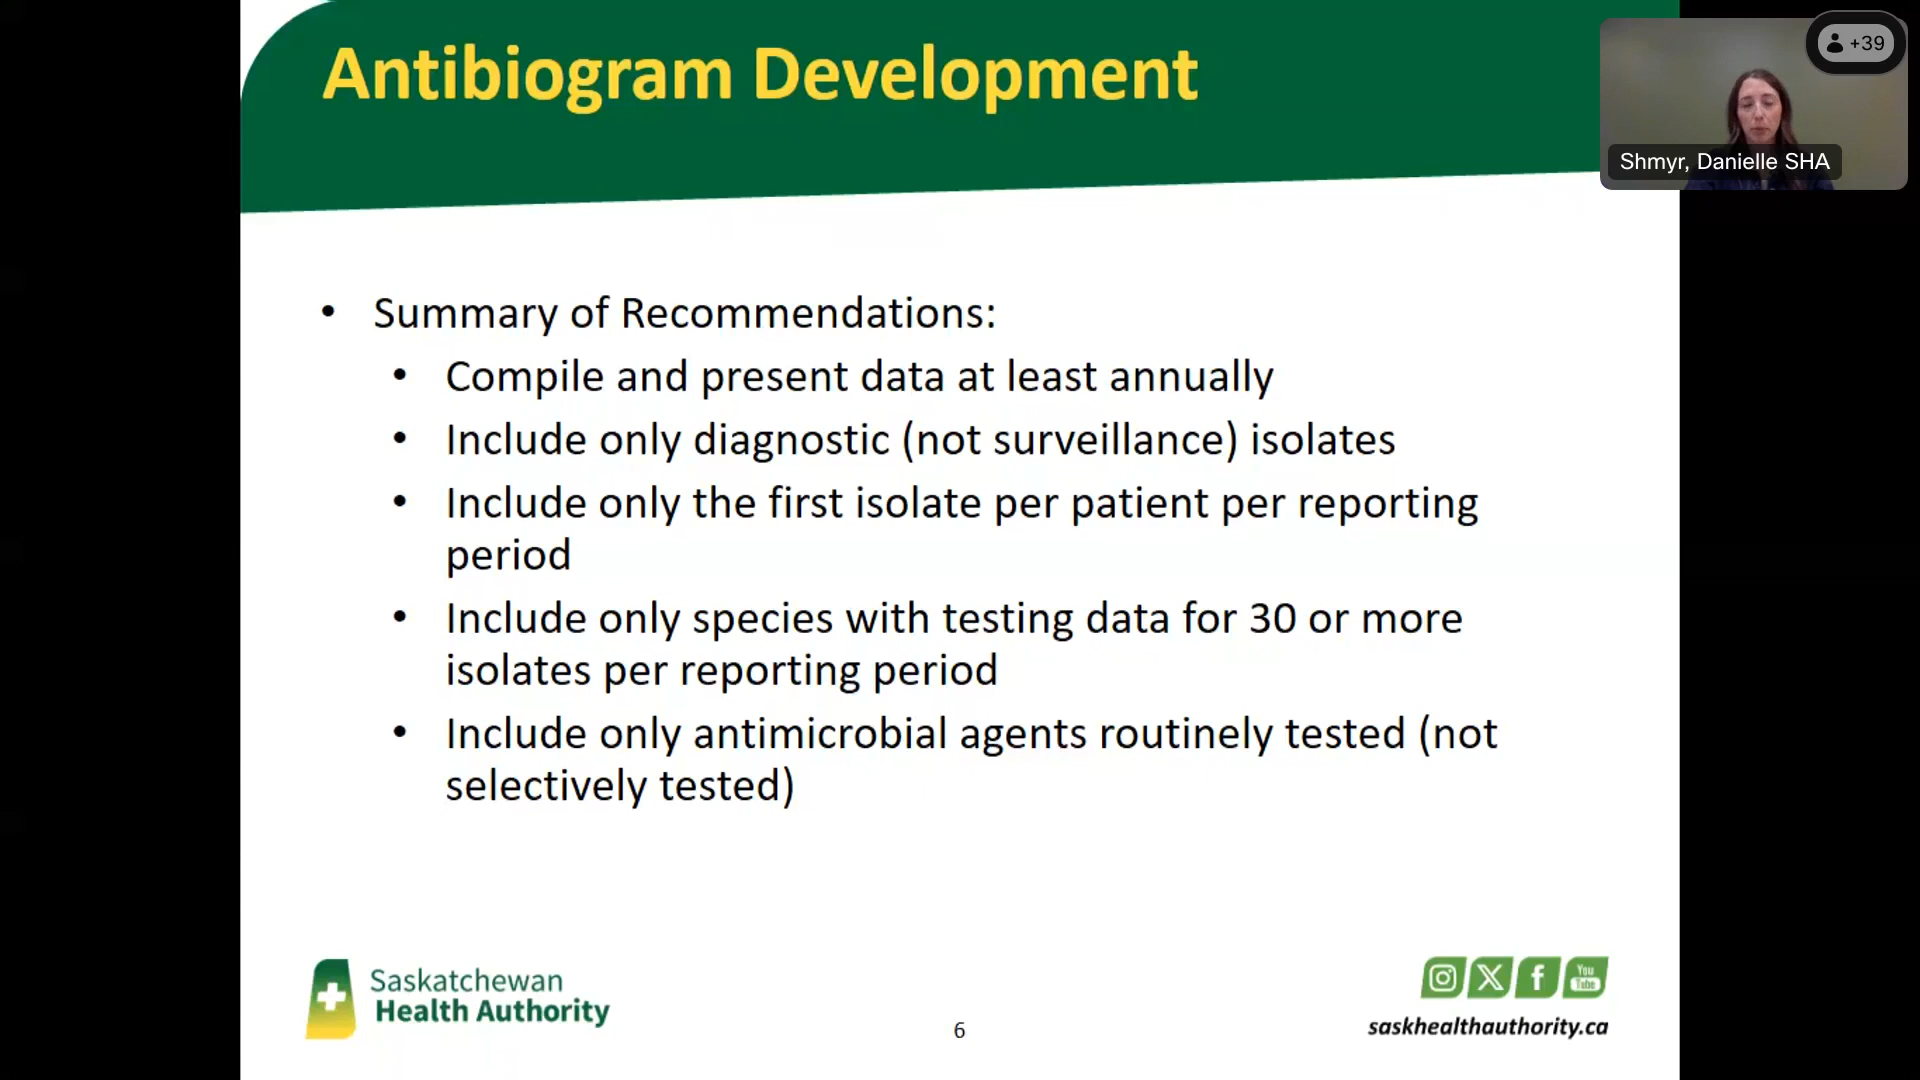 Antibiogram Development
+39
Shmyr, Danielle SHA
• Summary of Recommendations:
• Compile and present data at least annually
• Include only diagnostic (not surveillance) isolates
• Include only the first isolate per patient per reporting
period
• Include only species with testing data for 30 or more
isolates per reporting period
• Include only antimicrobial agents routinely tested (not
selectively tested)
Saskatchewan
Health Authority
6
You
Tube
saskhealthauthority.ca